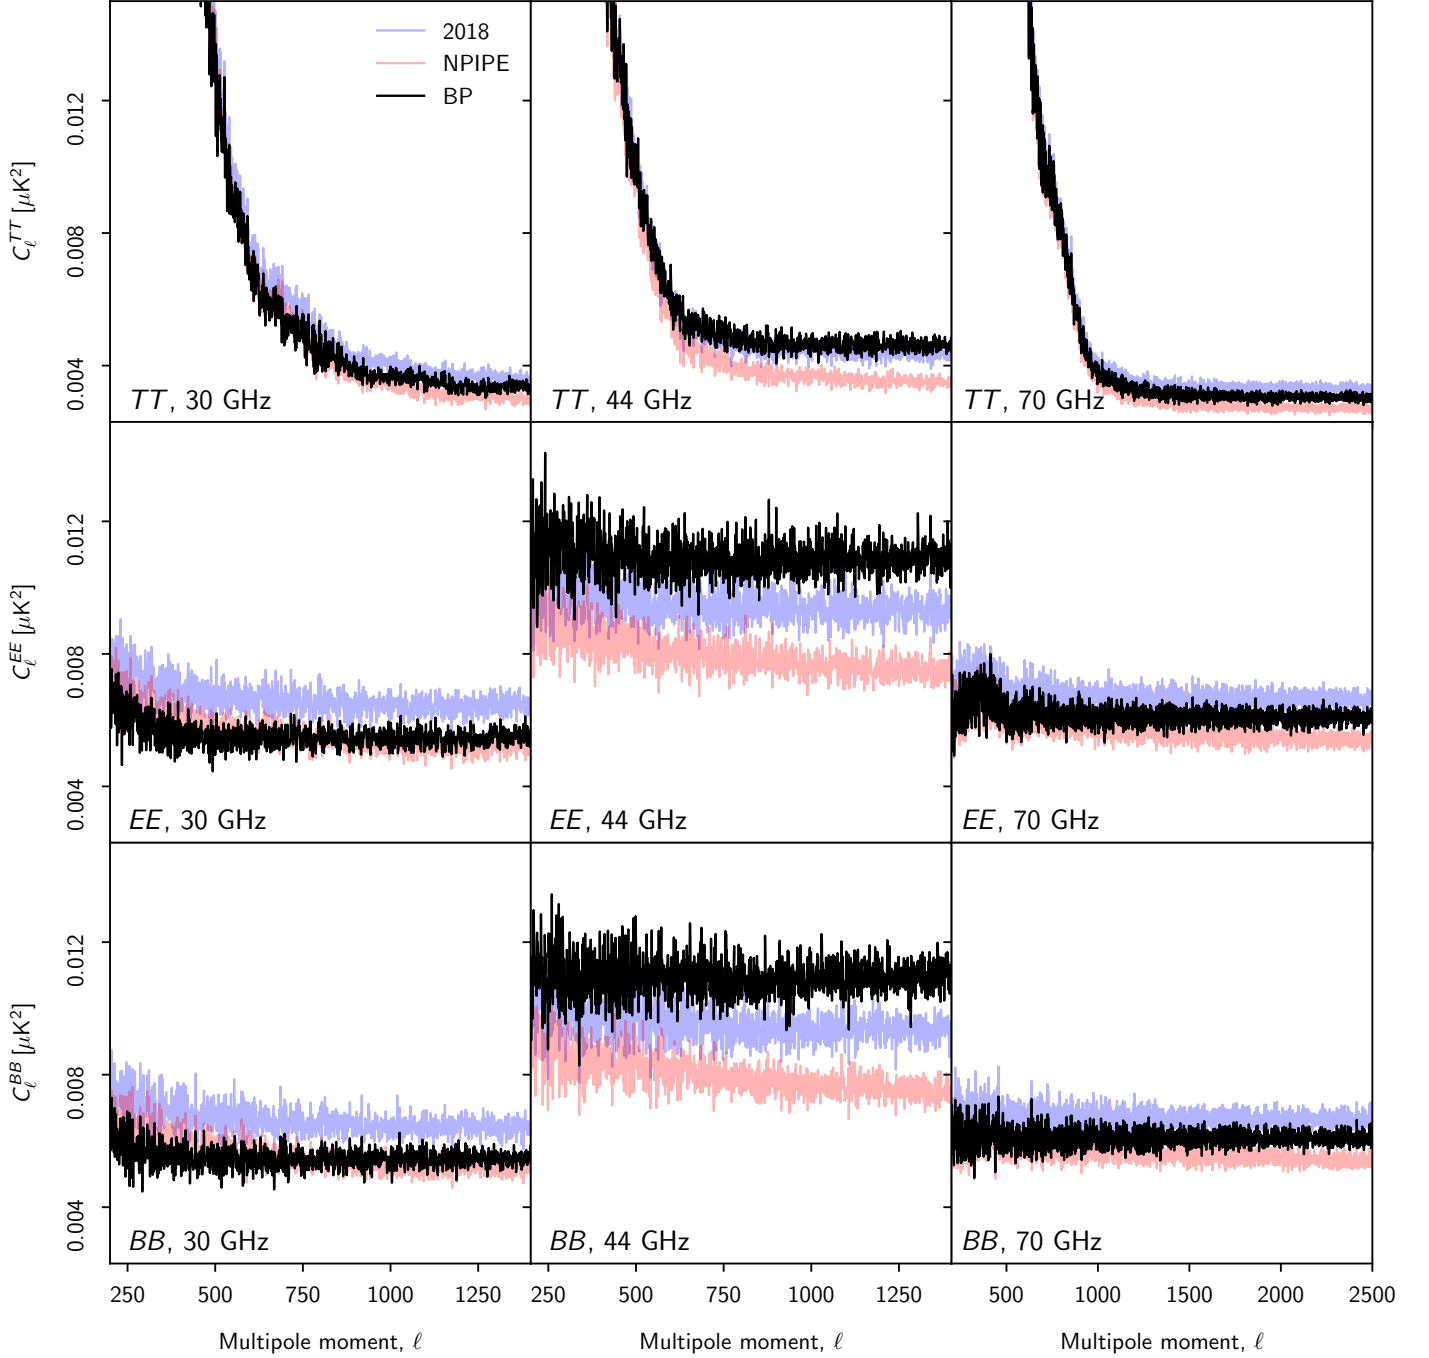 2018
NPIPE
BP
0.012
0.008
0.004
C_ℓ^{TT} [μK²]
TT, 30 GHz
TT, 44 GHz
TT, 70 GHz
0.012
0.008
0.004
C_ℓ^{EE} [μK²]
EE, 30 GHz
EE, 44 GHz
EE, 70 GHz
0.012
0.008
0.004
C_ℓ^{BB} [μK²]
BB, 30 GHz
BB, 44 GHz
BB, 70 GHz
250 500 750 1000 1250
250 500 750 1000 1250
500 1000 1500 2000 2500
Multipole moment, ℓ
Multipole moment, ℓ
Multipole moment, ℓ